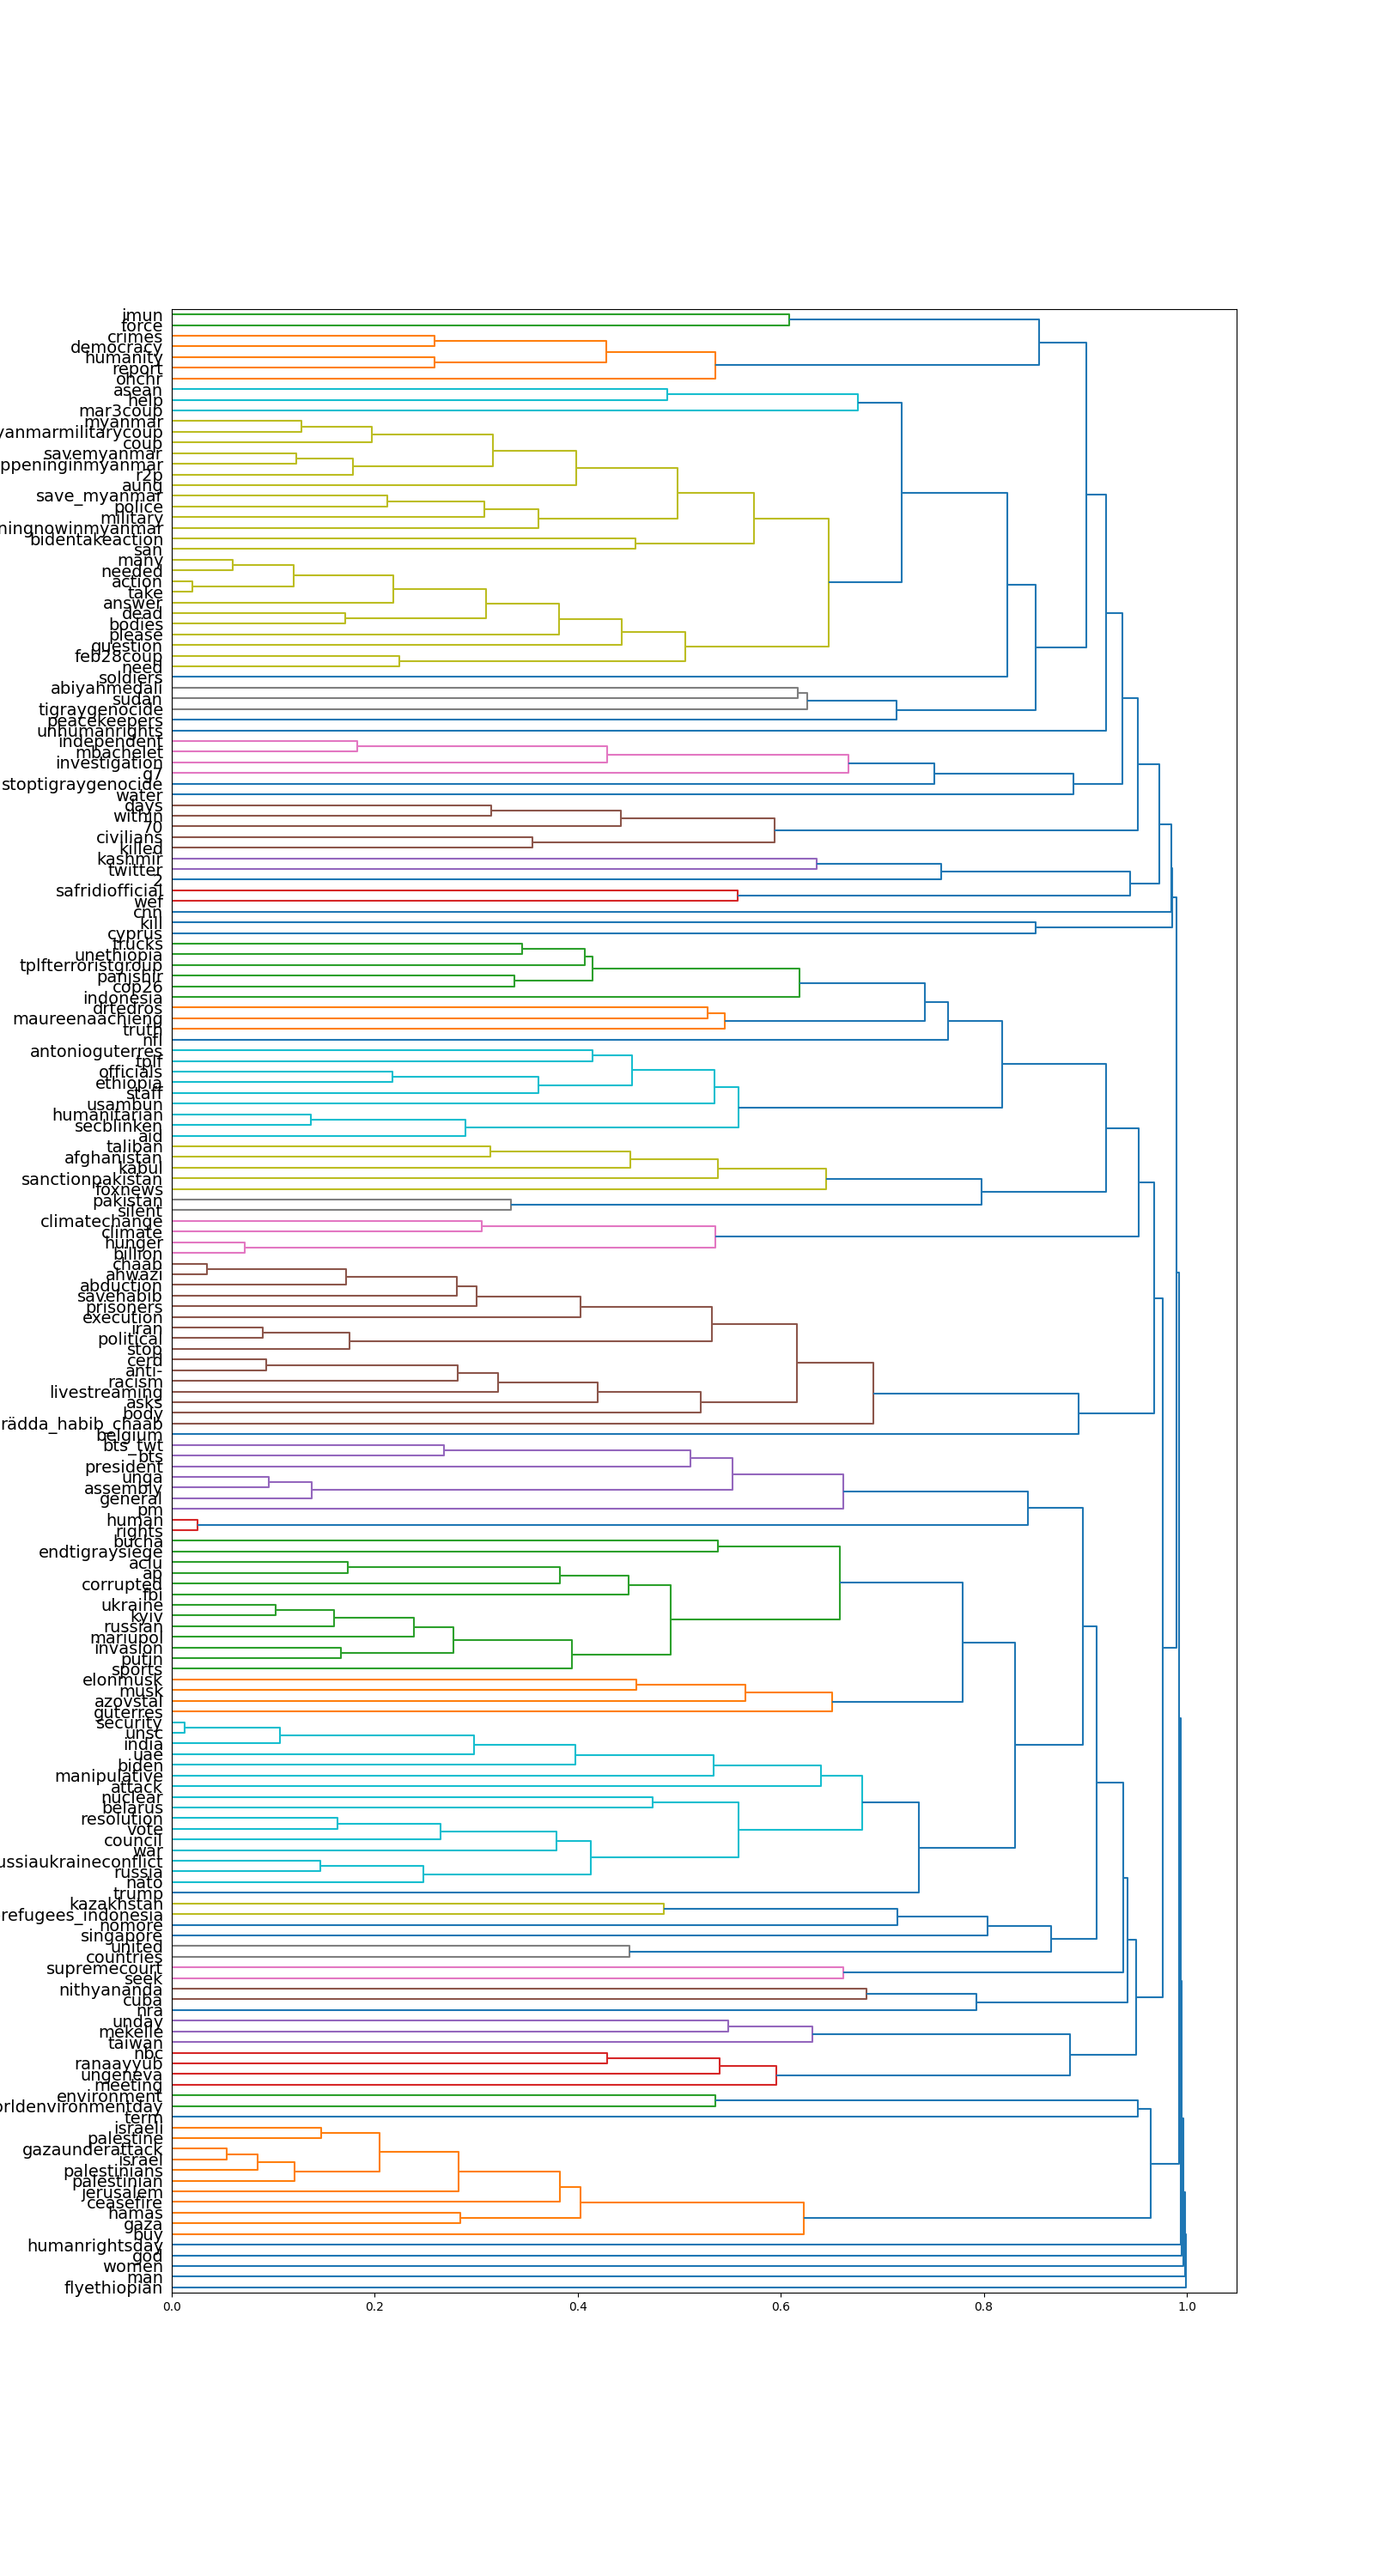 imun
force
crimes
democracy
humanity
report
ohchr
asean
help
mar3coup
myanmar
yanmarmilitarycoup
coup
savemyanmar
ppeninginmyanmar
r2p
aung
save_myanmar
police
military
ningnowinmyanmar
bidentakeaction
san
many
needed
action
take
answer
dead
bodies
please
question
feb28coup
need
soldiers
abiyahmedali
sudan
tigraygenocide
peacekeepers
unhumanrights
independent
mbachelet
investigation
g7
stoptigraygenocide
water
days
within
70
civilians
killed
kashmir
twitter
2
safridiofficial
wef
cnn
kill
cyprus
trucks
unethiopia
tplfterroristgroup
panjshir
cop26
indonesia
drtedros
maureenaachieng
truth
nfl
antonioguterres
tplf
officials
ethiopia
staff
usambun
humanitarian
secblinken
aid
taliban
afghanistan
kabul
sanctionpakistan
foxnews
pakistan
silent
climatechange
climate
hunger
billion
chaab
ahwazi
abduction
savehabib
prisoners
execution
iran
political
stop
cerd
anti-
racism
livestreaming
asks
body
rädda_habib_chaab
belgium
bts_twt
bts
president
unga
assembly
general
pm
human
rights
bucha
endtigraysiege
aclu
ap
corrupted
fbi
ukraine
kyiv
russian
mariupol
invasion
putin
sports
elonmusk
musk
azovstal
guterres
security
unsc
india
uae
biden
manipulative
attack
nuclear
belarus
resolution
vote
council
war
ussiaukraineconflict
russia
nato
trump
kazakhstan
refugees_indonesia
nomore
singapore
united
countries
supremecourt
seek
nithyananda
cuba
nra
unday
mekelle
taiwan
nbc
ranaayyub
ungeneva
meeting
environment
orldenvironmentday
term
israeli
palestine
gazaunderattack
israel
palestinians
palestinian
jerusalem
ceasefire
hamas
gaza
buy
humanrightsday
god
women
man
flyethiopian
0.0 0.2 0.4 0.6 0.8 1.0